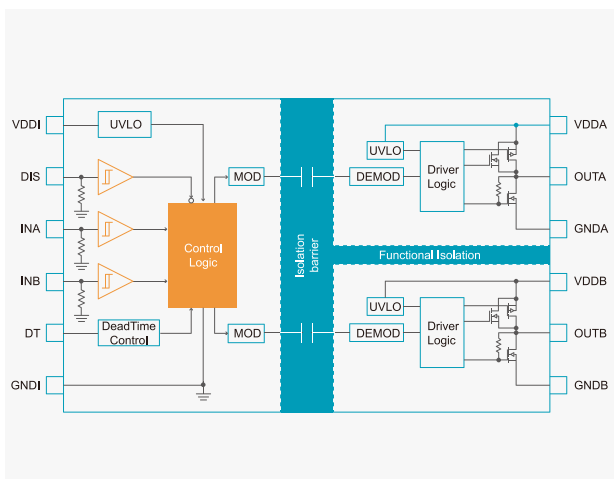 VDDI
UVLO
VDDA
UVLO
DIS
MOD
DEMOD
Driver
Logic
OUTA
INA
GNDA
Control
Logic
Isolation
barrier
Functional Isolation
INB
VDDB
UVLO
DT
DeadTime
Control
MOD
DEMOD
Driver
Logic
OUTB
GNDI
GNDB